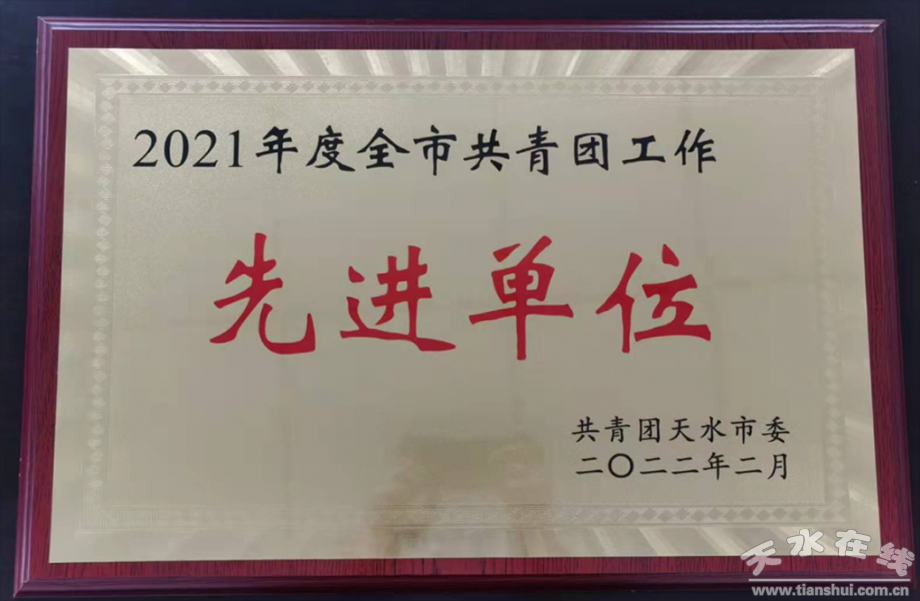 2021年度全市共青团工作
先进单位
共青团天水市委
二〇二二年二月
天水在线
www.tianshui.com.cn